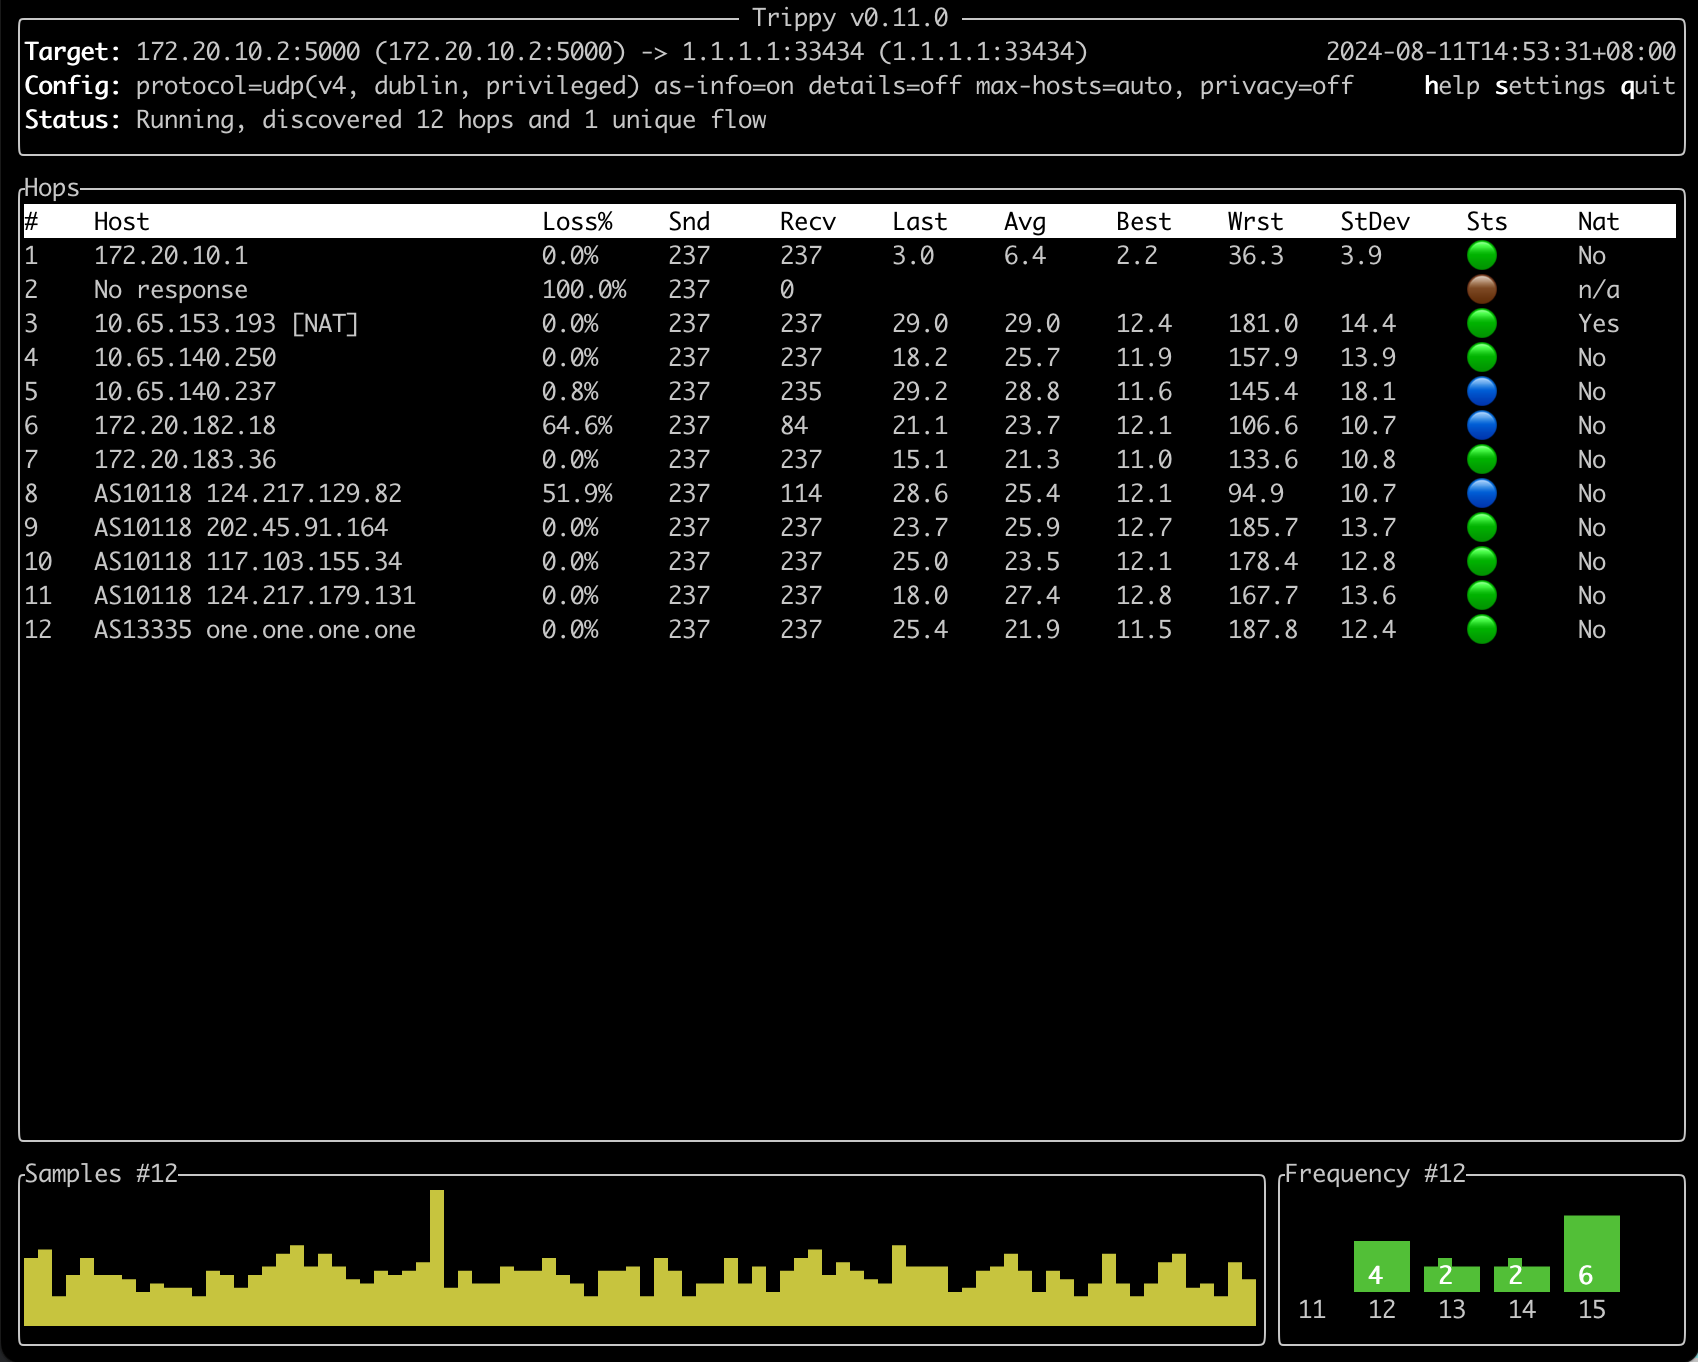 Trippy v0.11.0
Target: 172.20.10.2:5000 (172.20.10.2:5000) -> 1.1.1.1:33434 (1.1.1.1:33434) 2024-08-11T14:53:31+08:00
Config: protocol=udp(v4, dublin, privileged) as-info=on details=off max-hosts=auto, privacy=off help settings quit
Status: Running, discovered 12 hops and 1 unique flow
Hops
# Host Loss% Snd Recv Last Avg Best Wrst StDev Sts Nat
1 172.20.10.1 0.0% 237 237 3.0 6.4 2.2 36.3 3.9 No
2 No response 100.0% 237 0 n/a
3 10.65.153.193 [NAT] 0.0% 237 237 29.0 29.0 12.4 181.0 14.4 Yes
4 10.65.140.250 0.0% 237 237 18.2 25.7 11.9 157.9 13.9 No
5 10.65.140.237 0.8% 237 235 29.2 28.8 11.6 145.4 18.1 No
6 172.20.182.18 64.6% 237 84 21.1 23.7 12.1 106.6 10.7 No
7 172.20.183.36 0.0% 237 237 15.1 21.3 11.0 133.6 10.8 No
8 AS10118 124.217.129.82 51.9% 237 114 28.6 25.4 12.1 94.9 10.7 No
9 AS10118 202.45.91.164 0.0% 237 237 23.7 25.9 12.7 185.7 13.7 No
10 AS10118 117.103.155.34 0.0% 237 237 25.0 23.5 12.1 178.4 12.8 No
11 AS10118 124.217.179.131 0.0% 237 237 18.0 27.4 12.8 167.7 13.6 No
12 AS13335 one.one.one.one 0.0% 237 237 25.4 21.9 11.5 187.8 12.4 No
Samples #12
Frequency #12
4 2 2 6
11 12 13 14 15